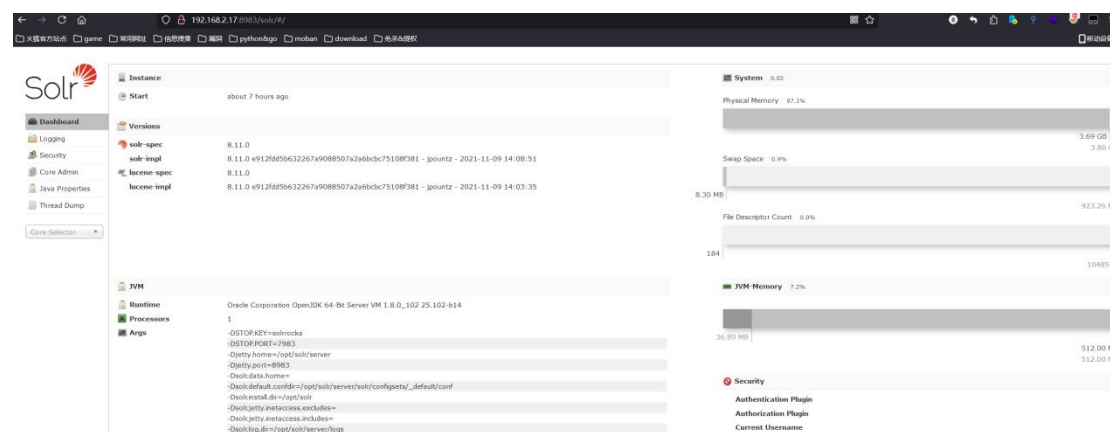 192.168.2.17:8983/solr/#/
火狐官方站点 game 常用网址 信息搜集 漏洞 python&go moban download 免杀&提权
Solr
Dashboard
Logging
Security
Core Admin
Java Properties
Thread Dump
Core Selector
Instance
Start about 7 hours ago
Versions
solr-spec 8.11.0
solr-impl 8.11.0 e912fdd5b632267a9088507a2a6bcbc75108f381 - jpountz - 2021-11-09 14:08:51
lucene-spec 8.11.0
lucene-impl 8.11.0 e912fdd5b632267a9088507a2a6bcbc75108f381 - jpountz - 2021-11-09 14:03:35
JVM
Runtime Oracle Corporation OpenJDK 64-Bit Server VM 1.8.0_102 25.102-b14
Processors 1
Args -DSTOP.KEY=solrrocks
-DSTOP.PORT=7983
-Djetty.home=/opt/solr/server
-Djetty.port=8983
-Dsolr.data.home=
-Dsolr.default.confdir=/opt/solr/server/solr/configsets/_default/conf
-Dsolr.install.dir=/opt/solr
-Dsolr.jetty.inetaccess.excludes=
-Dsolr.jetty.inetaccess.includes=
-Dsolr.log.dir=/opt/solr/server/logs
System 0.02
Physical Memory 97.1%
3.69 GB
3.80
Swap Space 0.9%
8.30 MB
923.26
File Descriptor Count 0.0%
184
10485
JVM-Memory 7.2%
36.89 MB
512.00
512.00
Security
Authentication Plugin
Authorization Plugin
Current Username